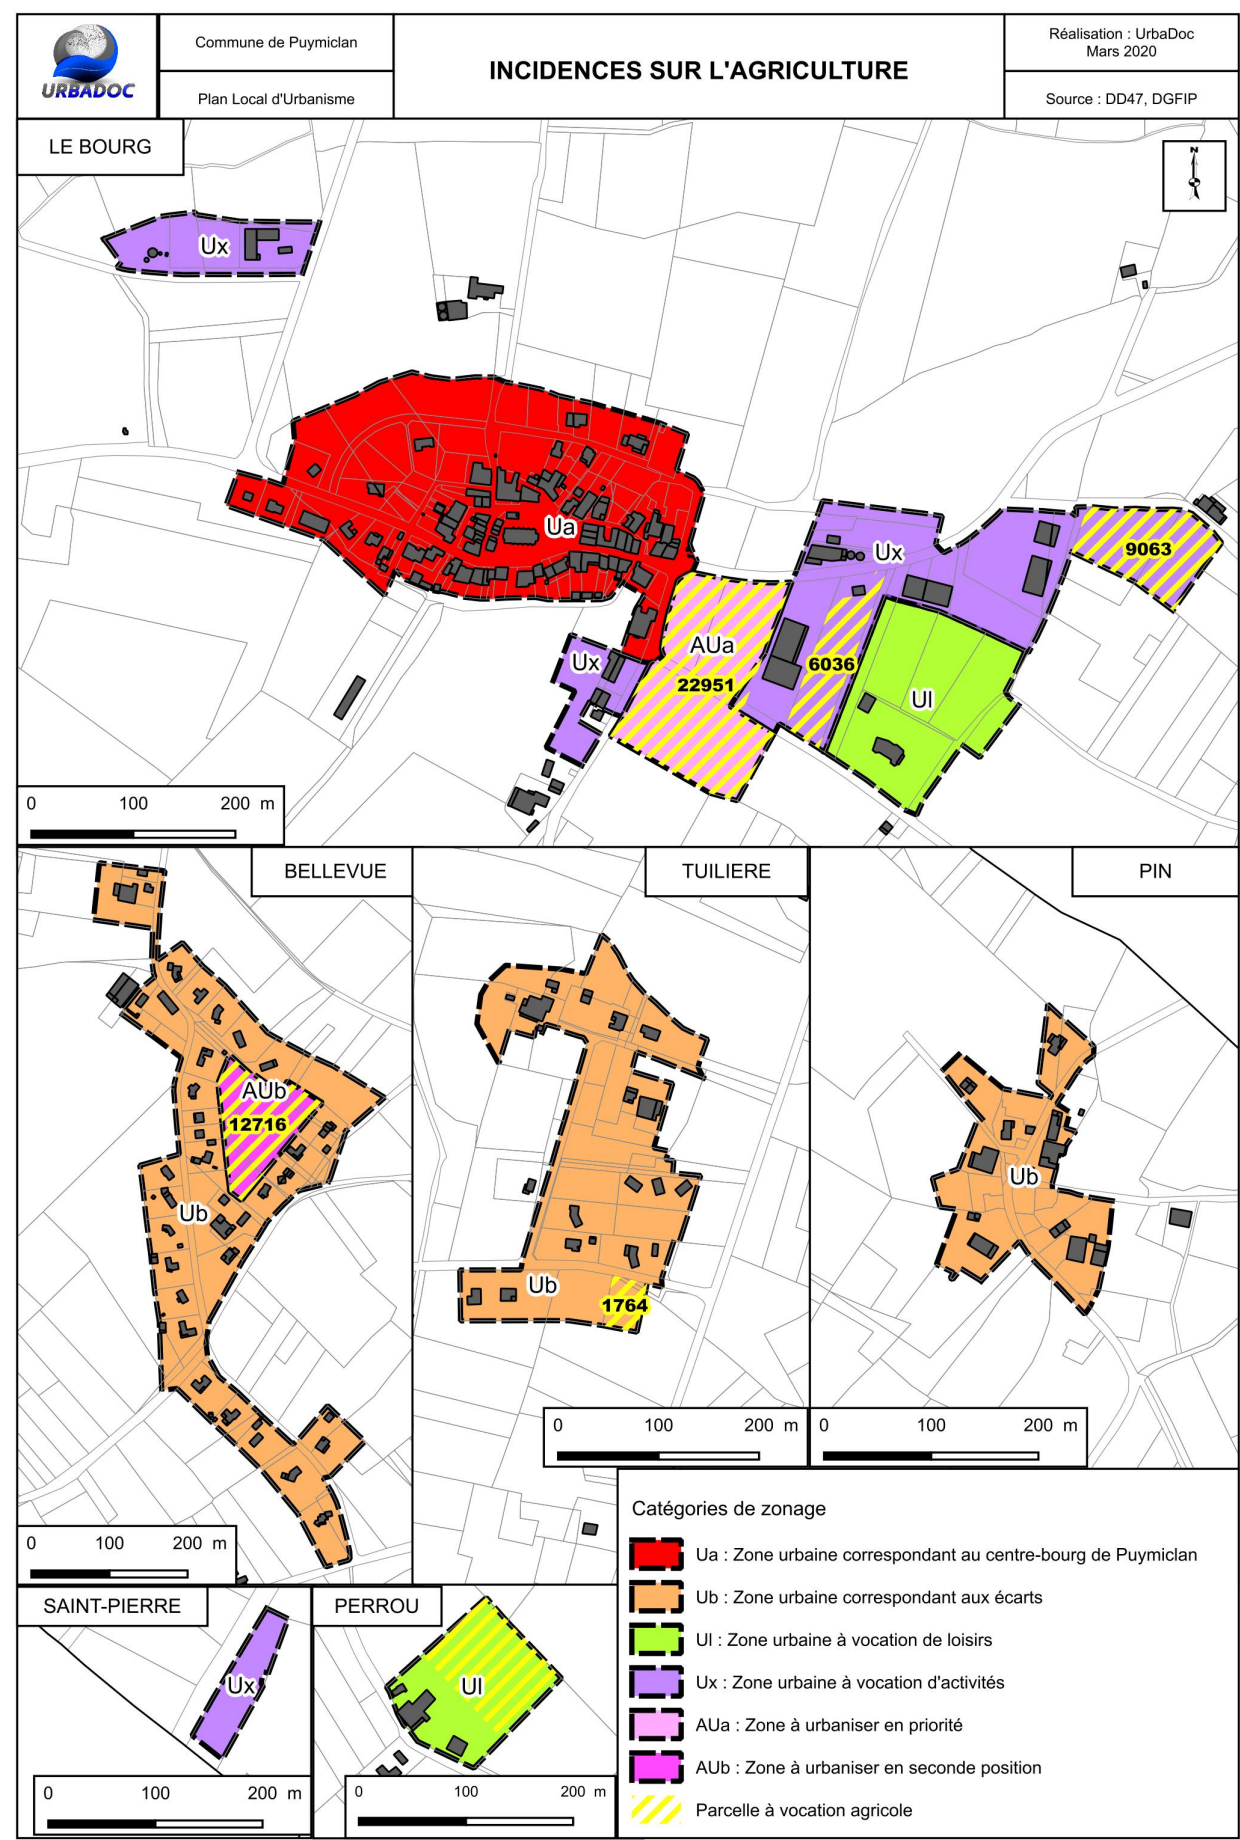 URBADOC
Commune de Puymiclan
Plan Local d'Urbanisme
INCIDENCES SUR L'AGRICULTURE
Réalisation : UrbaDoc
Mars 2020
Source : DD47, DGFIP
LE BOURG
N
Ux
Ua
Ux
9063
AUa
22951
Ux
6036
Ul
0 100 200 m
BELLEVUE
AUb
12716
Ub
0 100 200 m
TUILIERE
Ub
1764
0 100 200 m
PIN
Ub
0 100 200 m
SAINT-PIERRE
Ux
0 100 200 m
PERROU
Ul
0 100 200 m
Catégories de zonage
Ua : Zone urbaine correspondant au centre-bourg de Puymiclan
Ub : Zone urbaine correspondant aux écarts
Ul : Zone urbaine à vocation de loisirs
Ux : Zone urbaine à vocation d'activités
AUa : Zone à urbaniser en priorité
AUb : Zone à urbaniser en seconde position
Parcelle à vocation agricole